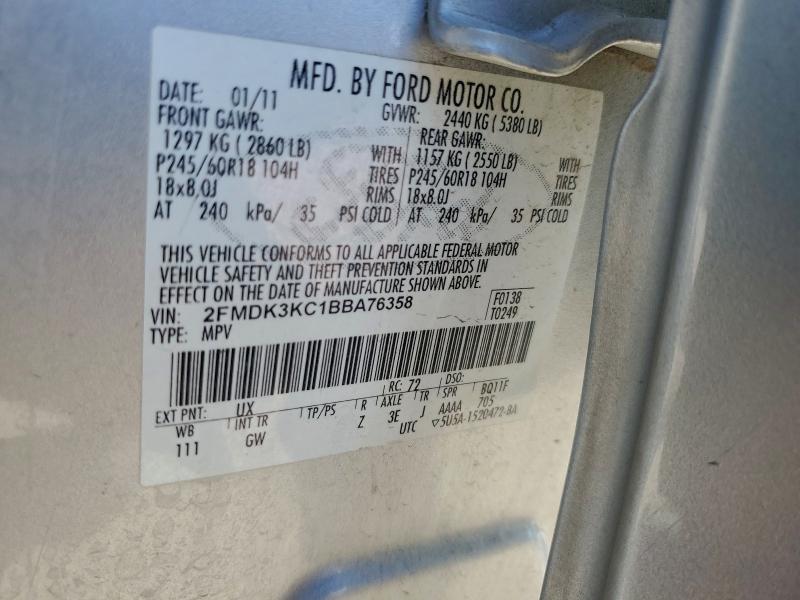 MFD. BY FORD MOTOR CO.
DATE: 01/11 GVWR: 2440 KG ( 5380 LB)
FRONT GAWR: REAR GAWR:
1297 KG ( 2860 LB) WITH 1157 KG ( 2550 LB) WITH
P245/60R18 104H TIRES P245/60R18 104H TIRES
18x8.0J RIMS 18x8.0J RIMS
AT 240 kPa/ 35 PSI COLD AT 240 kPa/ 35 PSI COLD
THIS VEHICLE CONFORMS TO ALL APPLICABLE FEDERAL MOTOR
VEHICLE SAFETY AND THEFT PREVENTION STANDARDS IN
EFFECT ON THE DATE OF MANUFACTURE SHOWN ABOVE.
VIN: 2FMDK3KC1BBA76358 F0138
TYPE: MPV T0249
RC: 72 DSO:
EXT PNT: UX BQ11F
WB INT TR TP/PS R AXLE TR SPR 705
111 GW Z 3E J AAAA
UTC ▽5U5A-1520472-BA